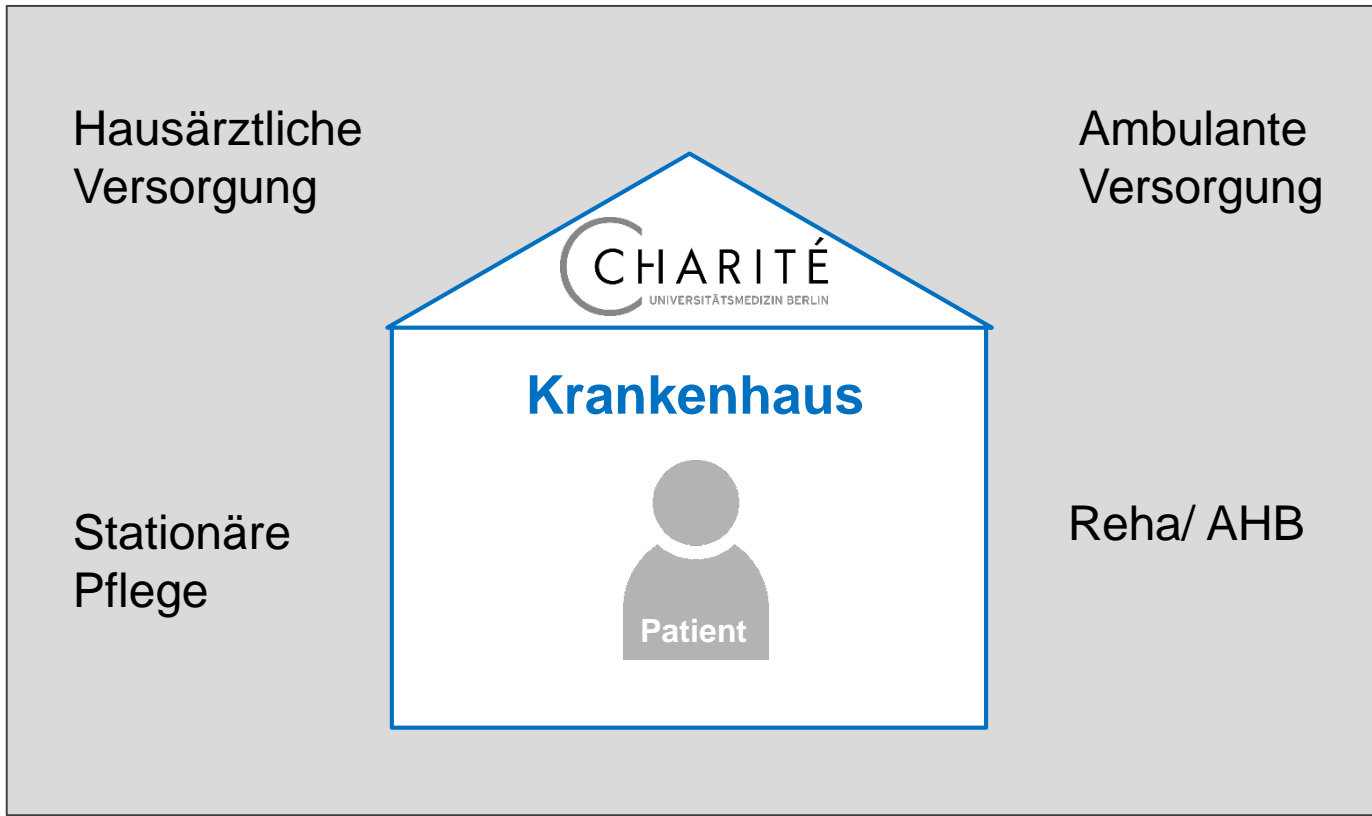 Hausärztliche
Versorgung
Ambulante
Versorgung
CHARITÉ
UNIVERSITÄTSMEDIZIN BERLIN
Krankenhaus
Stationäre
Pflege
Reha/ AHB
Patient